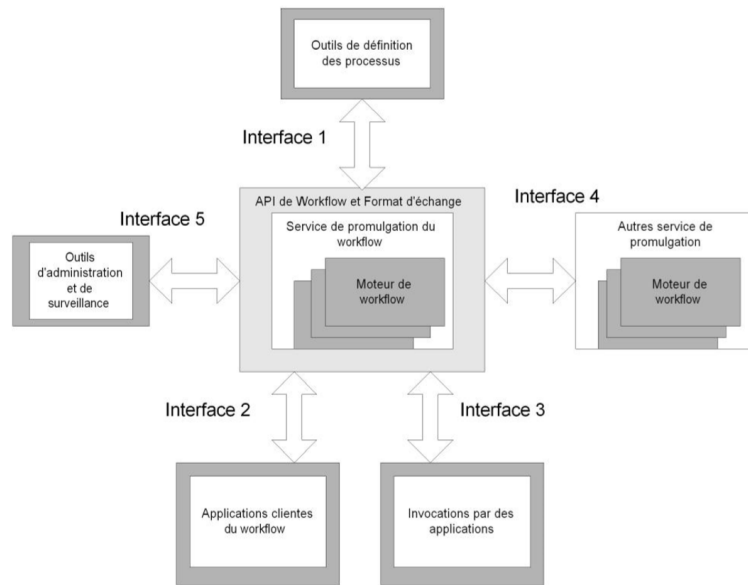 Outils de définition
des processus
Interface 1
API de Workflow et Format d'échange
Interface 4
Interface 5
Service de promulgation du
workflow
Autres service de
promulgation
Outils
d'administration
et de
surveillance
Moteur de
workflow
Moteur de
workflow
Interface 2
Interface 3
Applications clientes
du workflow
Invocations par des
applications